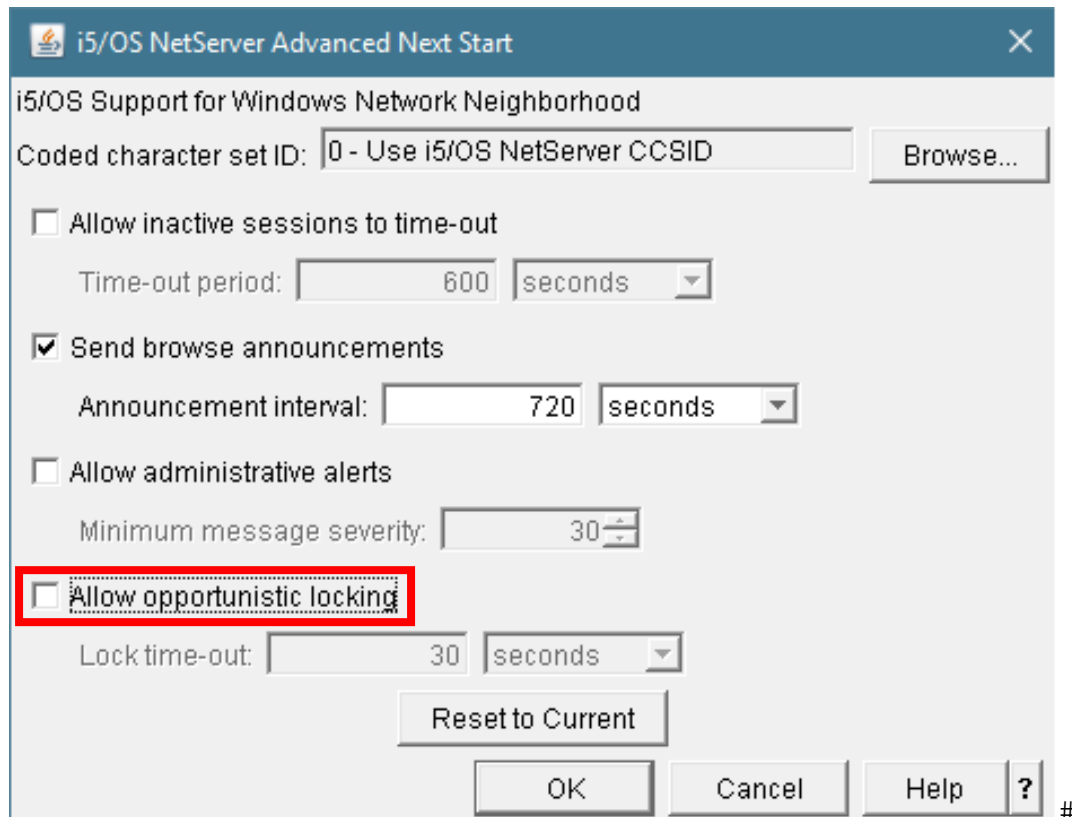 i5/OS NetServer Advanced Next Start
i5/OS Support for Windows Network Neighborhood
Coded character set ID: 0 - Use i5/OS NetServer CCSID Browse...
Allow inactive sessions to time-out
Time-out period: 600 seconds
Send browse announcements
Announcement interval: 720 seconds
Allow administrative alerts
Minimum message severity: 30
Allow opportunistic locking
Lock time-out: 30 seconds
Reset to Current
OK Cancel Help ?
#